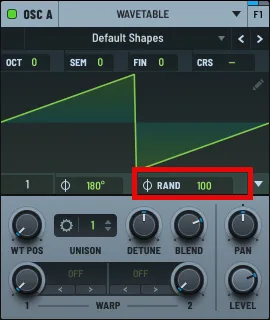 OSC A WAVETABLE F1
Default Shapes
OCT 0 SEM 0 FIN 0 CRS –
1 180° RAND 100
1
WT POS UNISON DETUNE BLEND PAN
OFF OFF
1 WARP 2 LEVEL